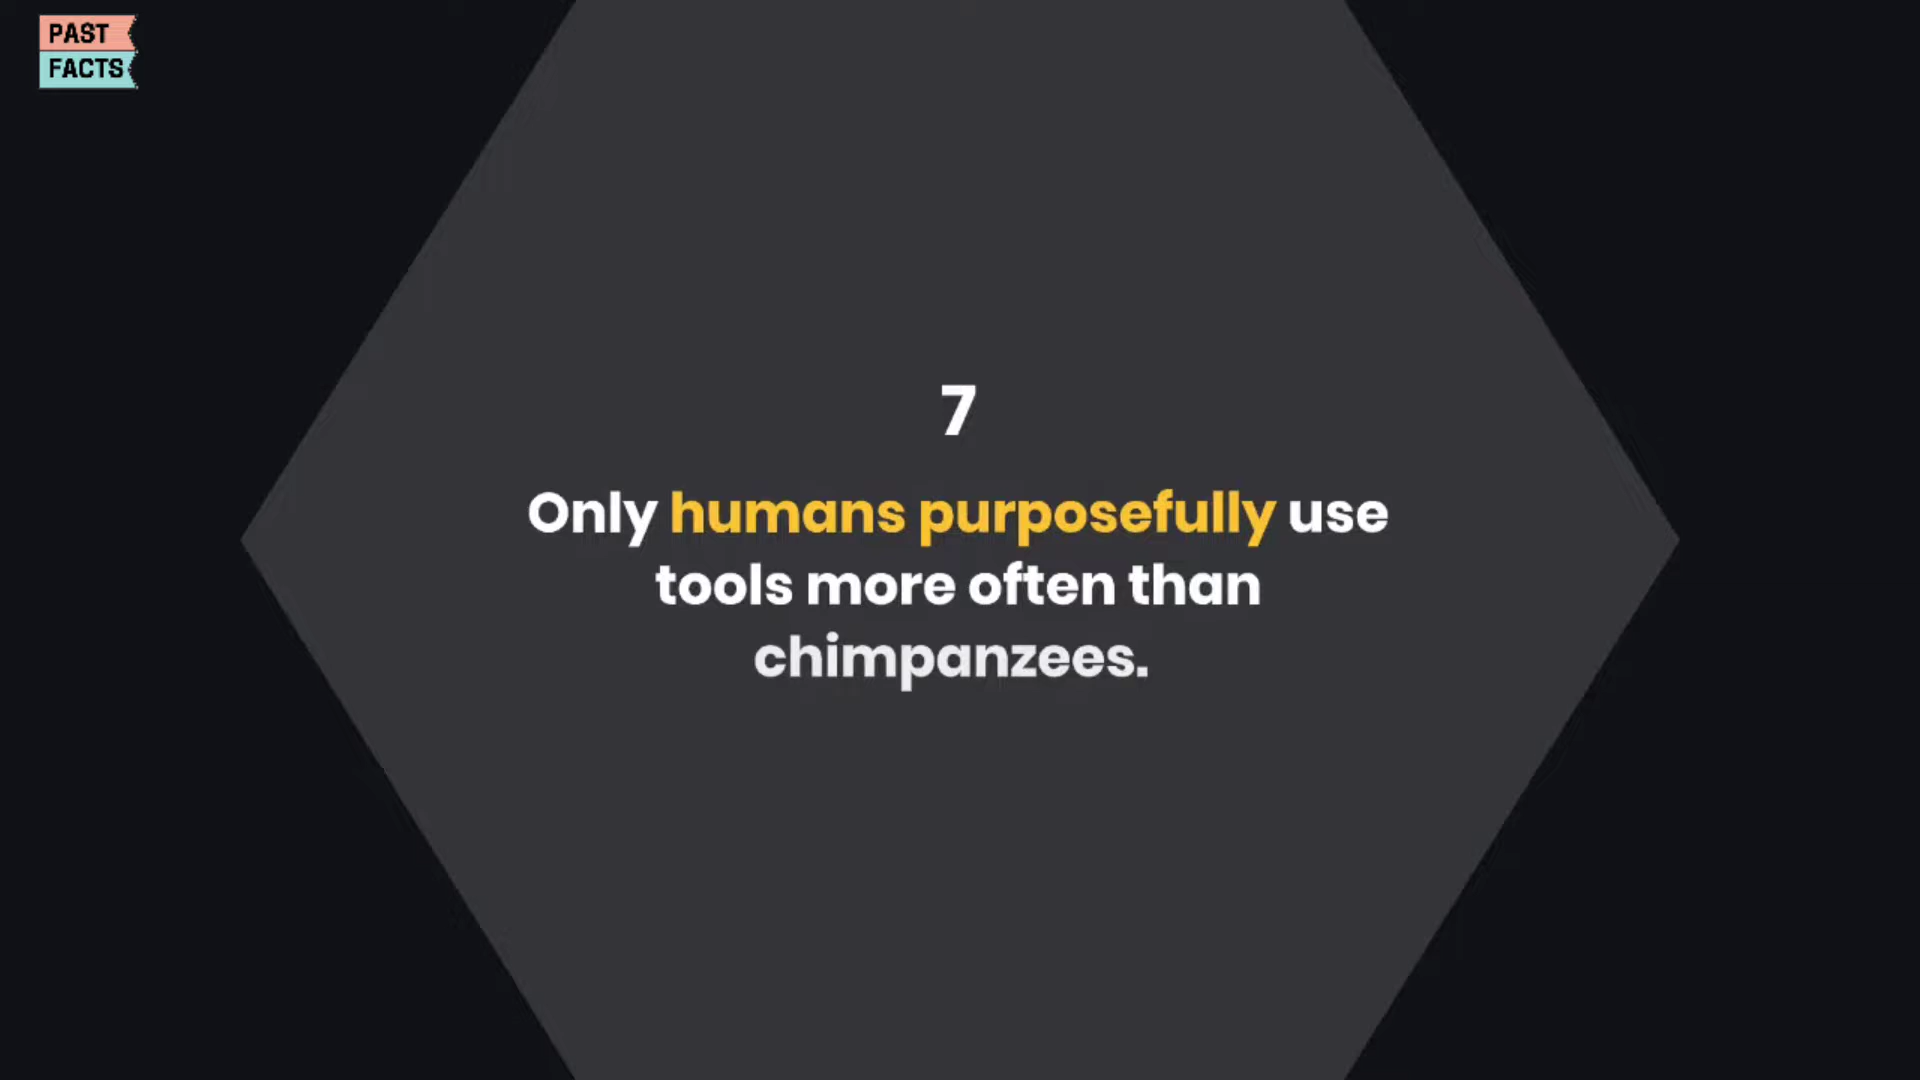 PAST
FACTS
7
Only humans purposefully use
tools more often than
chimpanzees.